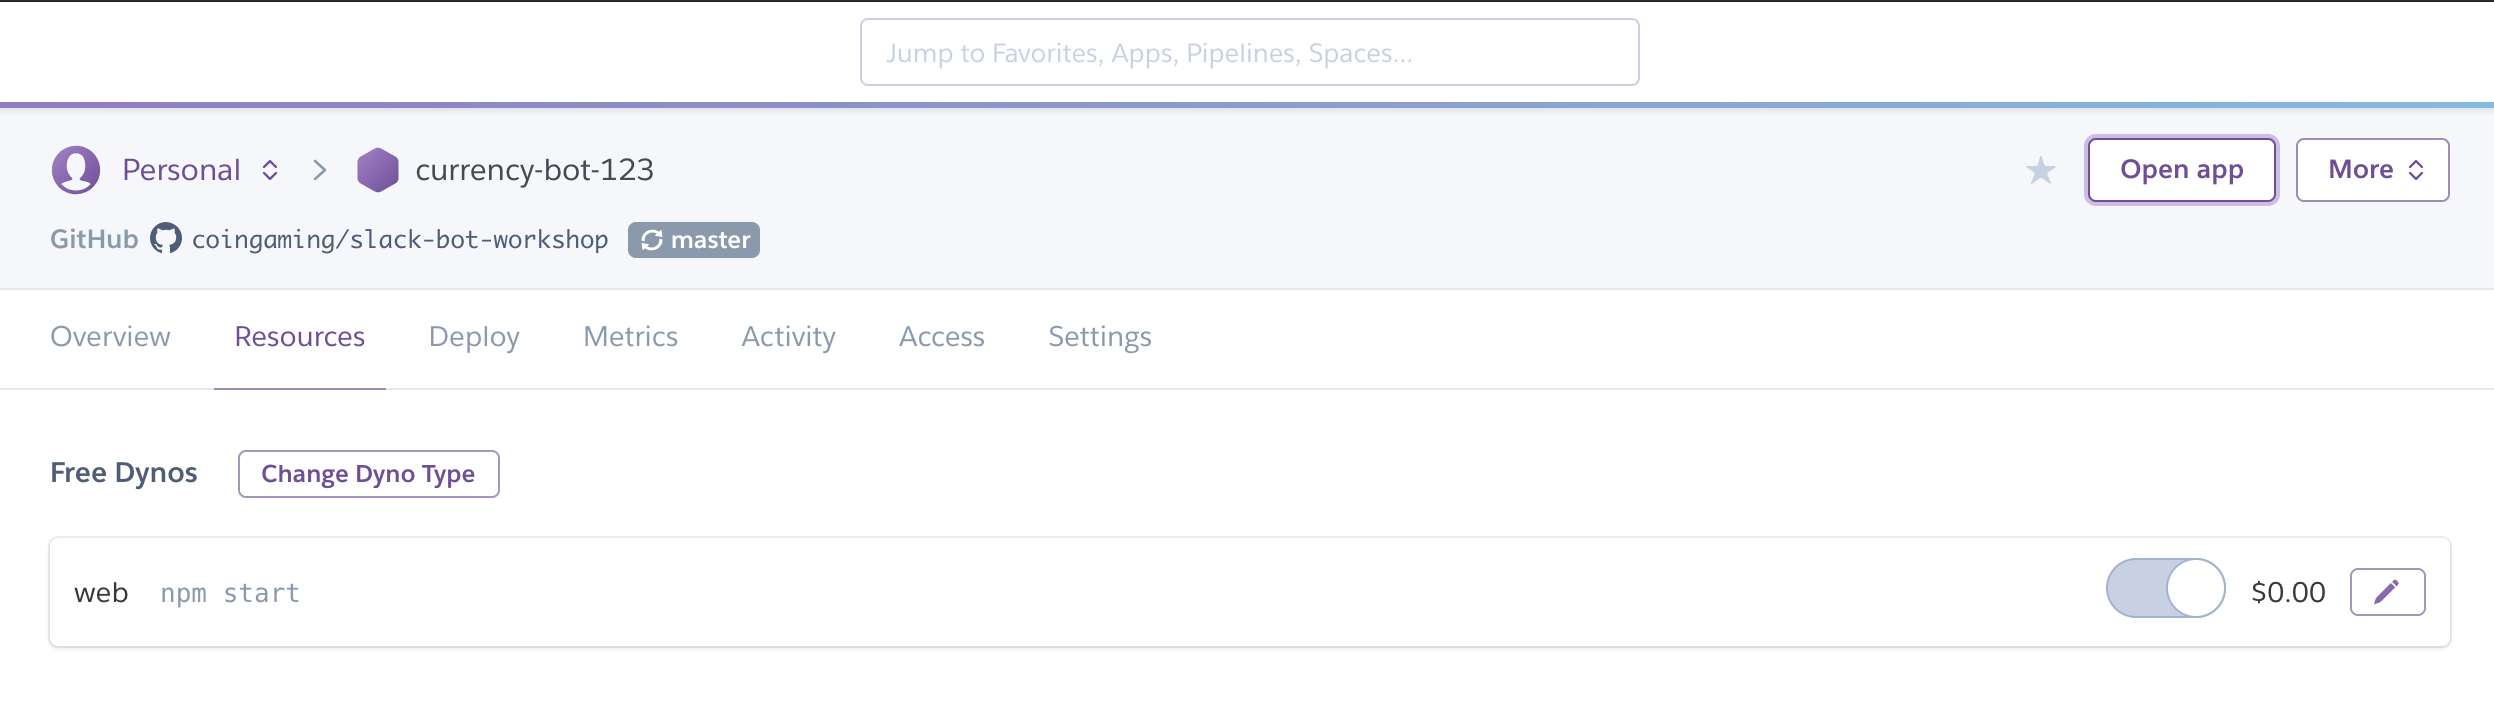 Jump to Favorites, Apps, Pipelines, Spaces...
Personal currency-bot-123 Open app More
GitHub coingaming/slack-bot-workshop master
Overview Resources Deploy Metrics Activity Access Settings
Free Dynos Change Dyno Type
web npm start $0.00